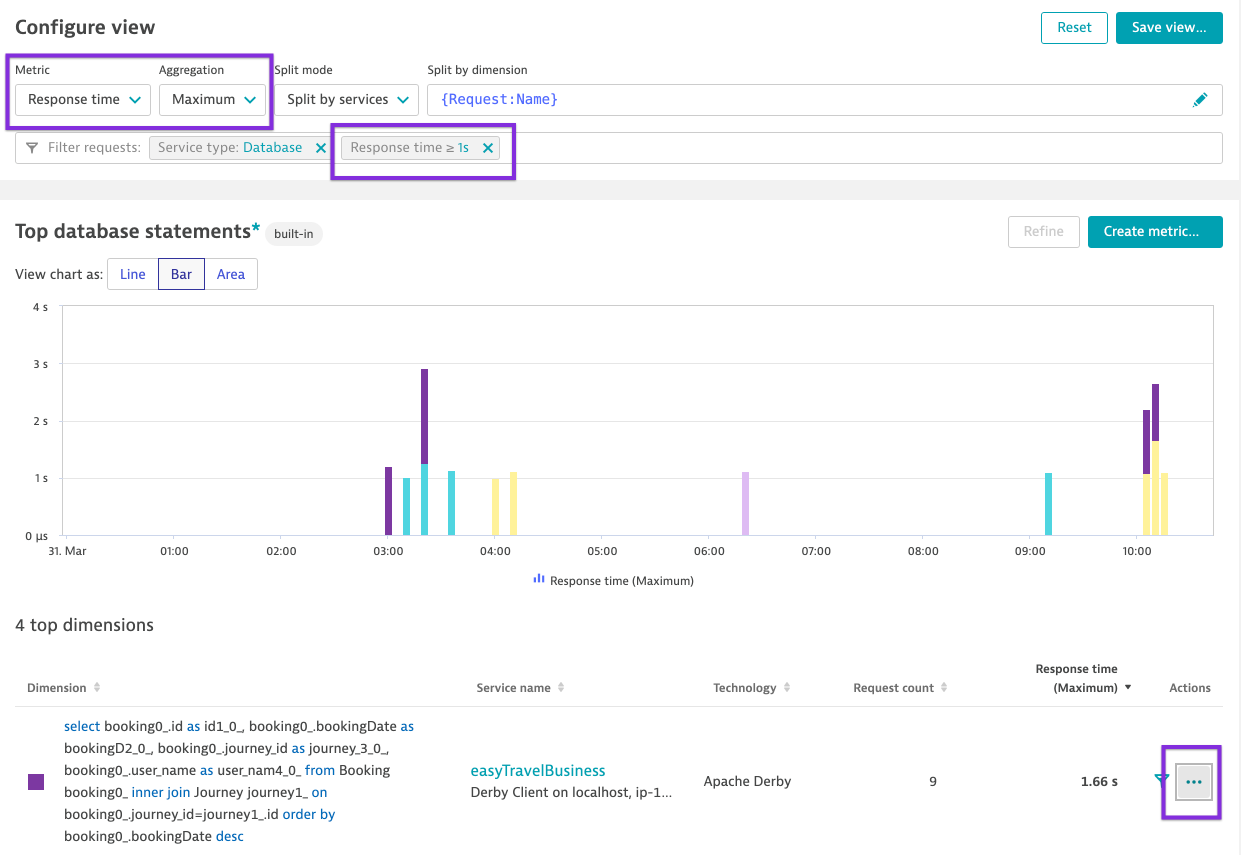 Configure view
Reset
Save view...
Metric
Aggregation
Split mode
Split by dimension
Response time
Maximum
Split by services
{Request:Name}
Filter requests:
Service type: Database
Response time ≥ 1s
Top database statements*
built-in
Refine
Create metric...
View chart as:
Line
Bar
Area
4 s
3 s
2 s
1 s
0 µs
31. Mar
01:00
02:00
03:00
04:00
05:00
06:00
07:00
08:00
09:00
10:00
Response time (Maximum)
4 top dimensions
Dimension
Service name
Technology
Request count
Response time
(Maximum)
Actions
select booking0_.id as id1_0_, booking0_.bookingDate as
bookingD2_0_, booking0_.journey_id as journey_3_0_,
booking0_.user_name as user_nam4_0_ from Booking
booking0_ inner join Journey journey1_ on
booking0_.journey_id=journey1_.id order by
booking0_.bookingDate desc
easyTravelBusiness
Derby Client on localhost, ip-1...
Apache Derby
9
1.66 s